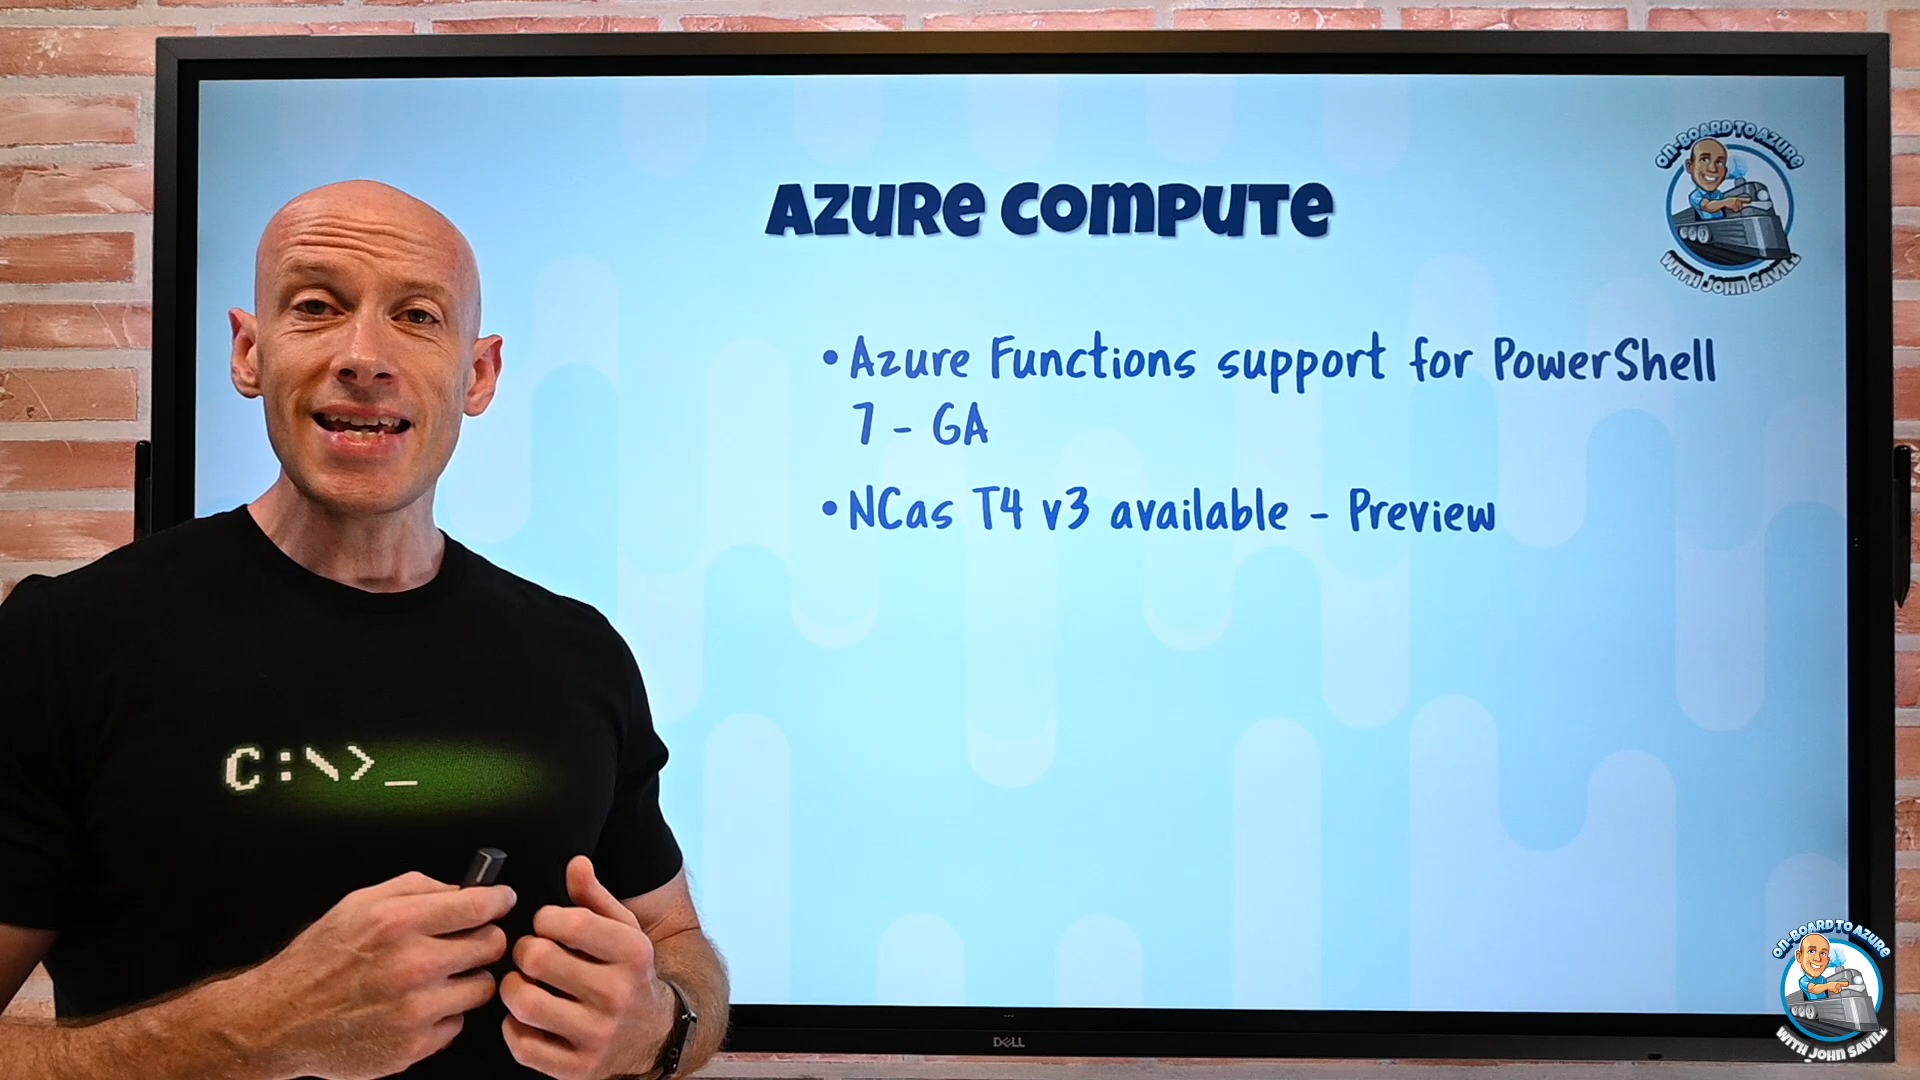 AZURE COMPUTE
ON-BOARD TO AZURE
WITH JOHN SAVILL
• Azure Functions support for PowerShell
7 - GA
• NCas T4 v3 available - Preview
C:\>_
DELL
ON-BOARD TO AZURE
WITH JOHN SAVILL